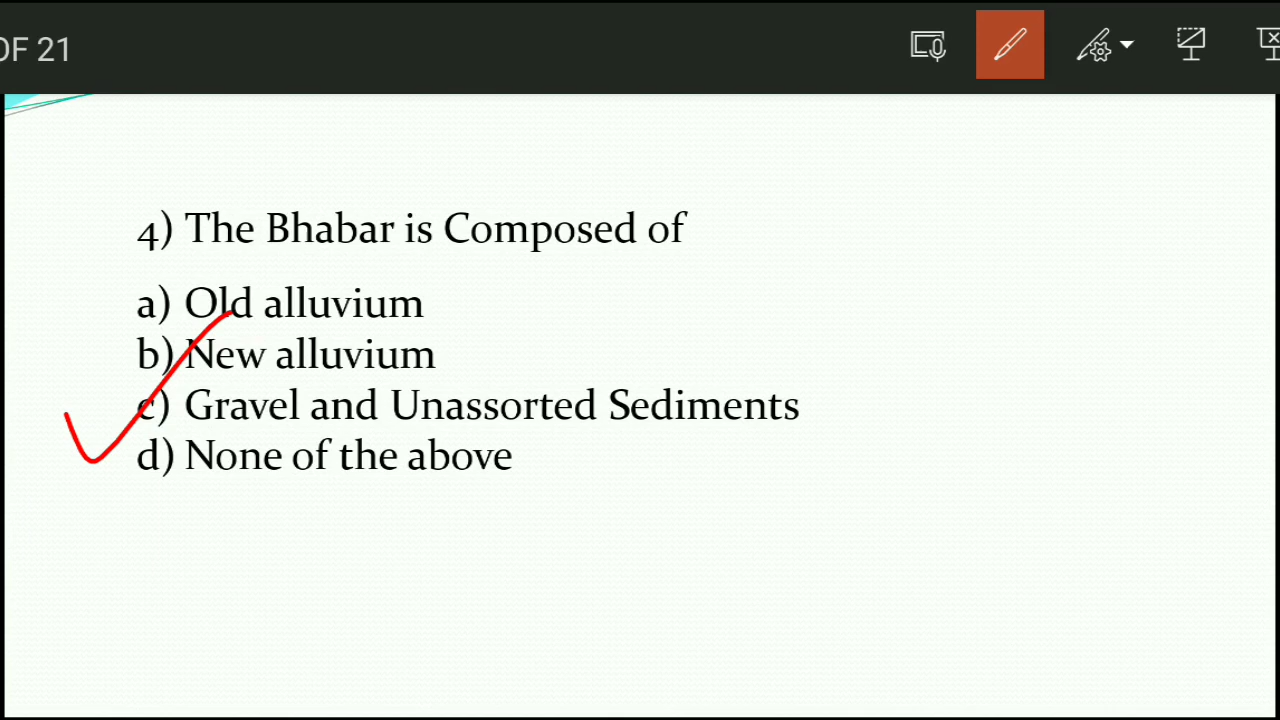 OF 21
4) The Bhabar is Composed of
a) Old alluvium
b) New alluvium
c) Gravel and Unassorted Sediments
d) None of the above